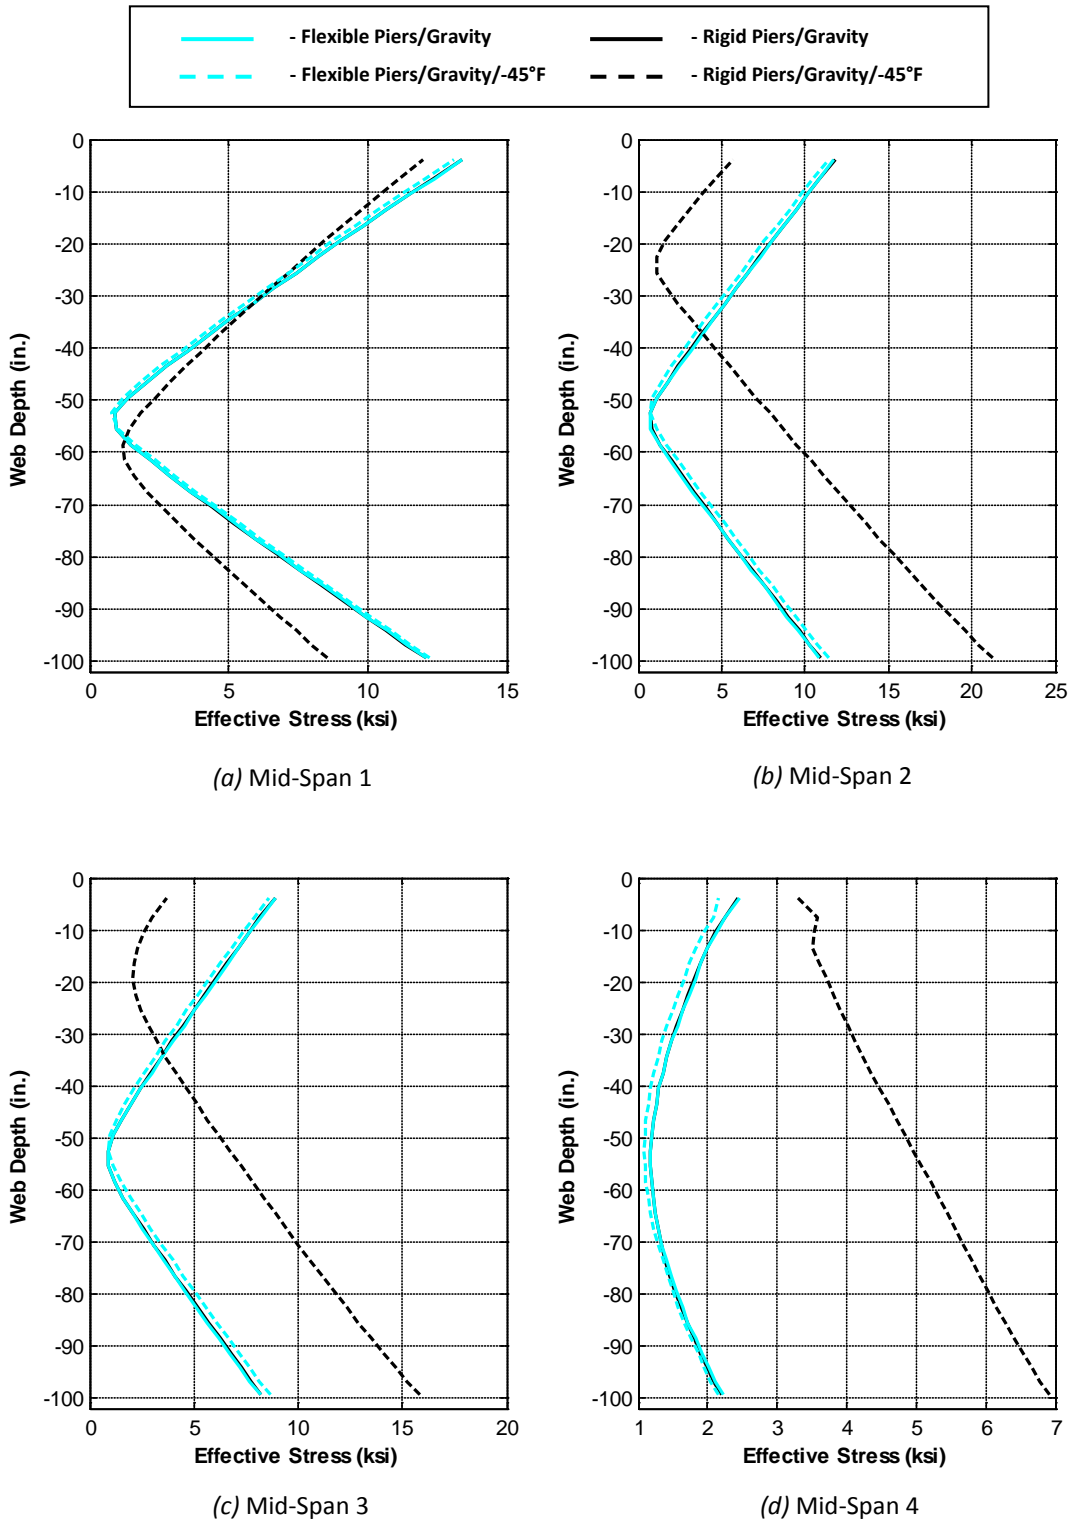 - Flexible Piers/Gravity - Rigid Piers/Gravity
- Flexible Piers/Gravity/-45°F - Rigid Piers/Gravity/-45°F
0
-10
-20
-30
-40
-50
-60
-70
-80
-90
-100
Web Depth (in.)
0 5 10 15
Effective Stress (ksi)
(a) Mid-Span 1
0
-10
-20
-30
-40
-50
-60
-70
-80
-90
-100
Web Depth (in.)
0 5 10 15 20 25
Effective Stress (ksi)
(b) Mid-Span 2
0
-10
-20
-30
-40
-50
-60
-70
-80
-90
-100
Web Depth (in.)
0 5 10 15 20
Effective Stress (ksi)
(c) Mid-Span 3
0
-10
-20
-30
-40
-50
-60
-70
-80
-90
-100
Web Depth (in.)
1 2 3 4 5 6 7
Effective Stress (ksi)
(d) Mid-Span 4